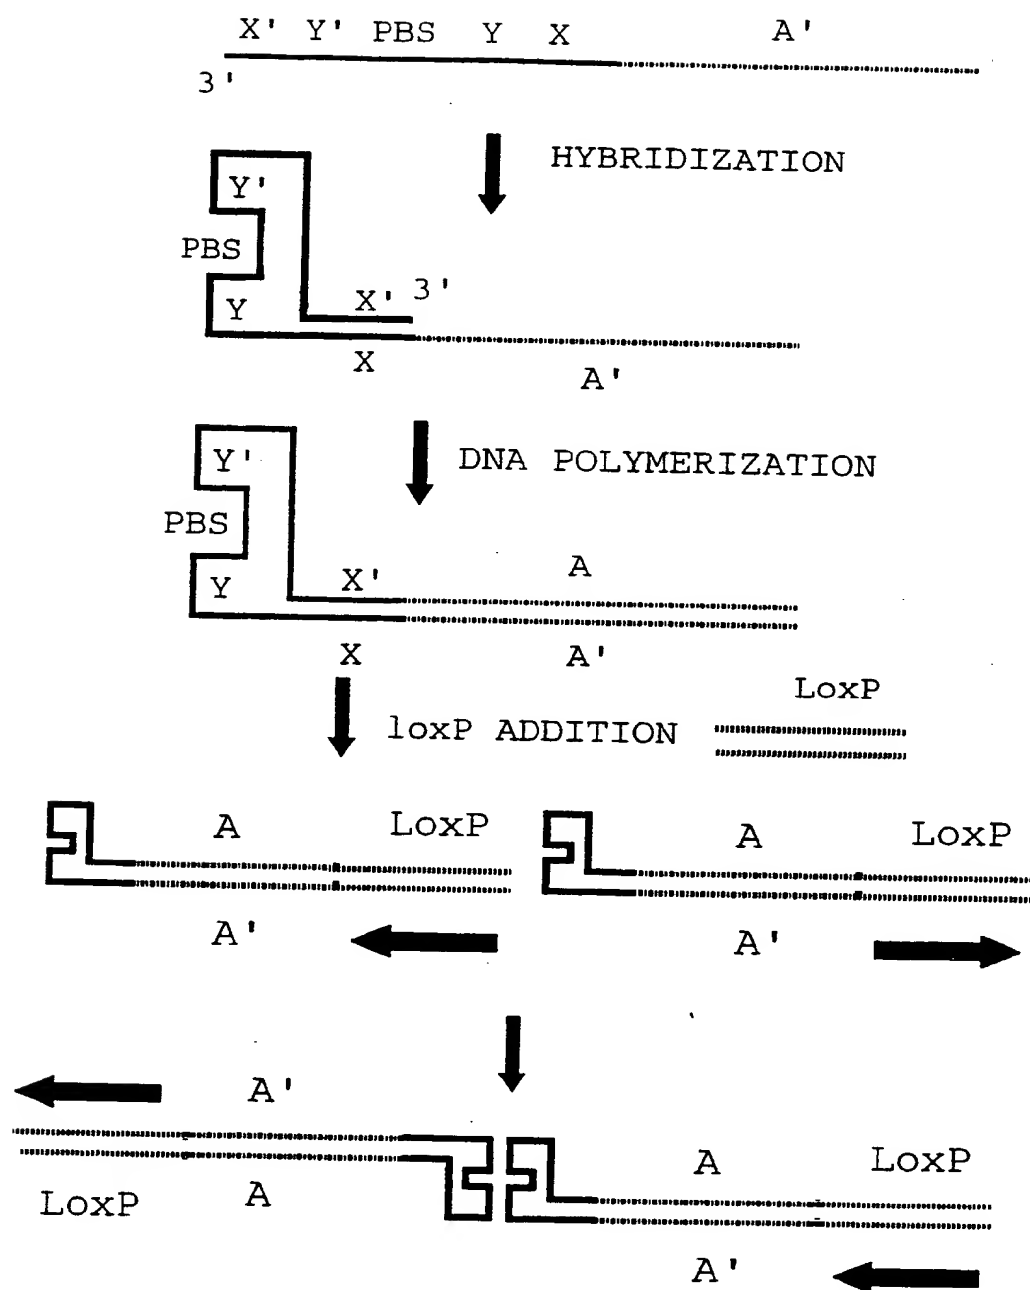 X' Y' PBS Y X A'
3'
HYBRIDIZATION
Y'
PBS
Y X' 3'
X
A'
DNA POLYMERIZATION
Y'
PBS
A
Y X'
X A'
LoxP
loxP ADDITION
A LoxP A LoxP
A' A'
A'
A LoxP
LoxP A
A'